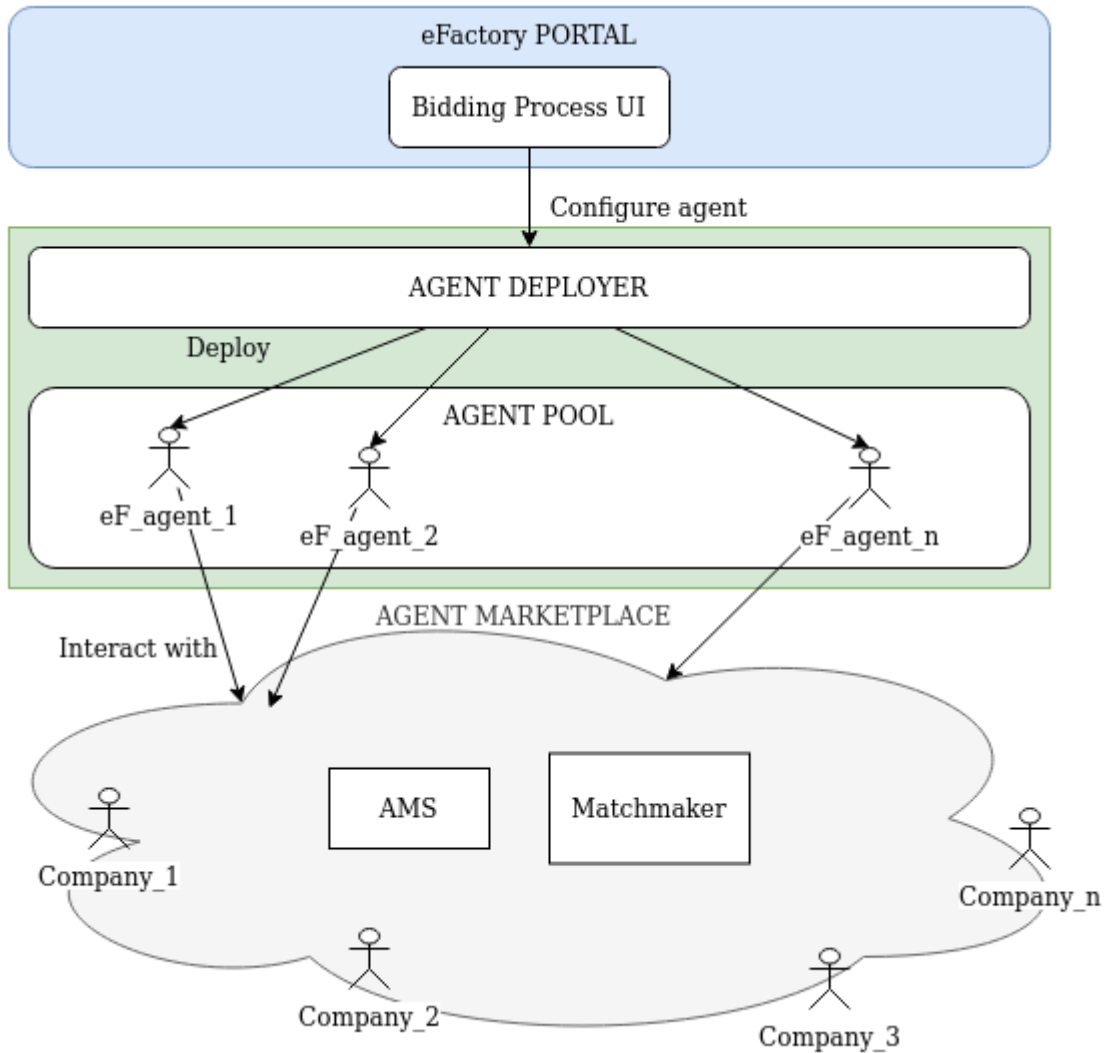 eFactory PORTAL
Bidding Process UI
Configure agent
AGENT DEPLOYER
Deploy
AGENT POOL
eF_agent_1
eF_agent_2
eF_agent_n
AGENT MARKETPLACE
Interact with
AMS
Matchmaker
Company_1
Company_n
Company_2
Company_3